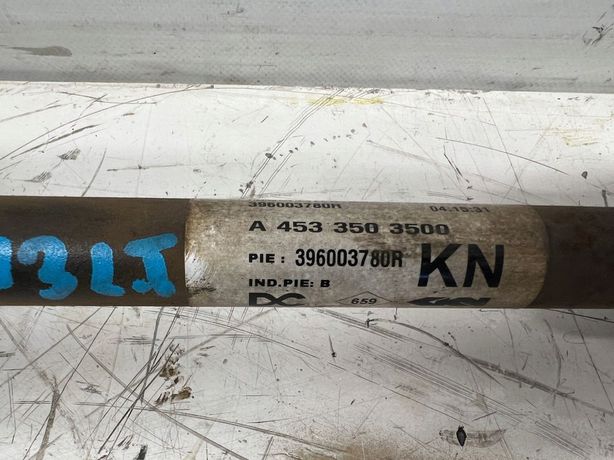 396003780R 04:15:31
A 453 350 3500
PIE : 396003780R KN
IND.PIE: B
659